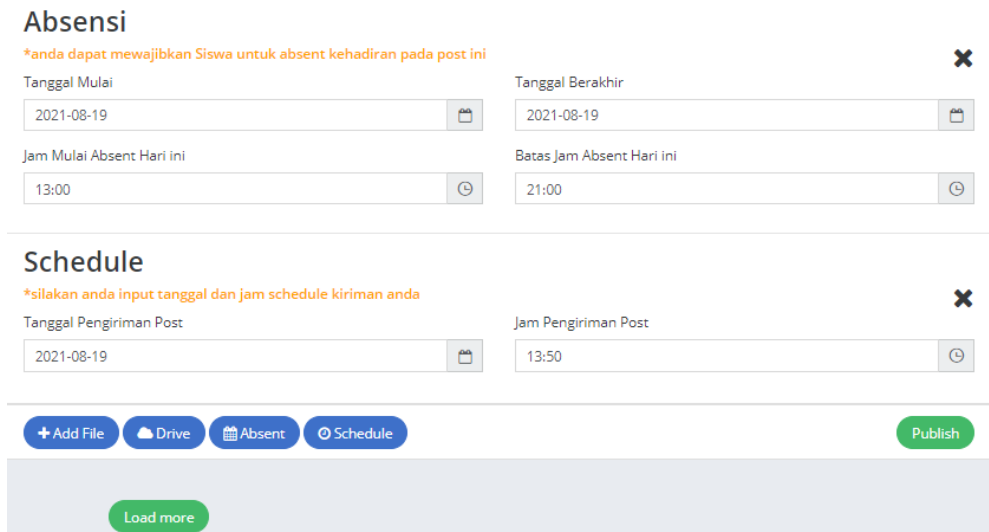 Absensi
*anda dapat mewajibkan Siswa untuk absent kehadiran pada post ini
Tanggal Mulai
Tanggal Berakhir
2021-08-19
2021-08-19
Jam Mulai Absent Hari ini
Batas Jam Absent Hari ini
13:00
21:00
Schedule
*silakan anda input tanggal dan jam schedule kiriman anda
Tanggal Pengiriman Post
Jam Pengiriman Post
2021-08-19
13:50
Add File
Drive
Absent
Schedule
Publish
Load more